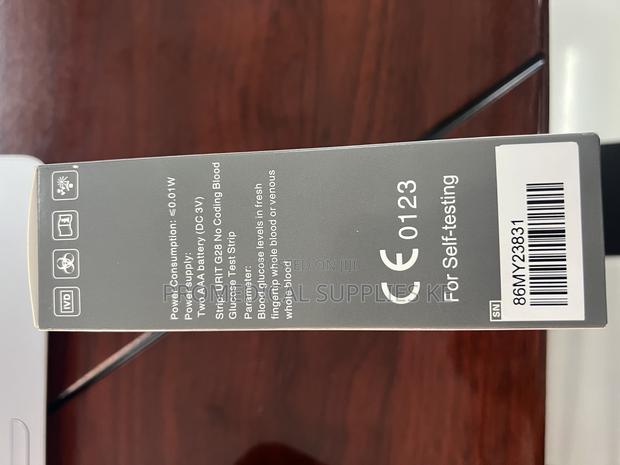 IVD
Power Consumption: ≤0.01W
Power supply:
Two AAA battery (DC 3V)
Strip: URIT G28 No Coding Blood
Glucose Test Strip
Parameter:
Blood glucose levels in fresh
fingertip whole blood or venous
whole blood
CE 0123
For Self-testing
SN
86MY23831
SUPPLIES